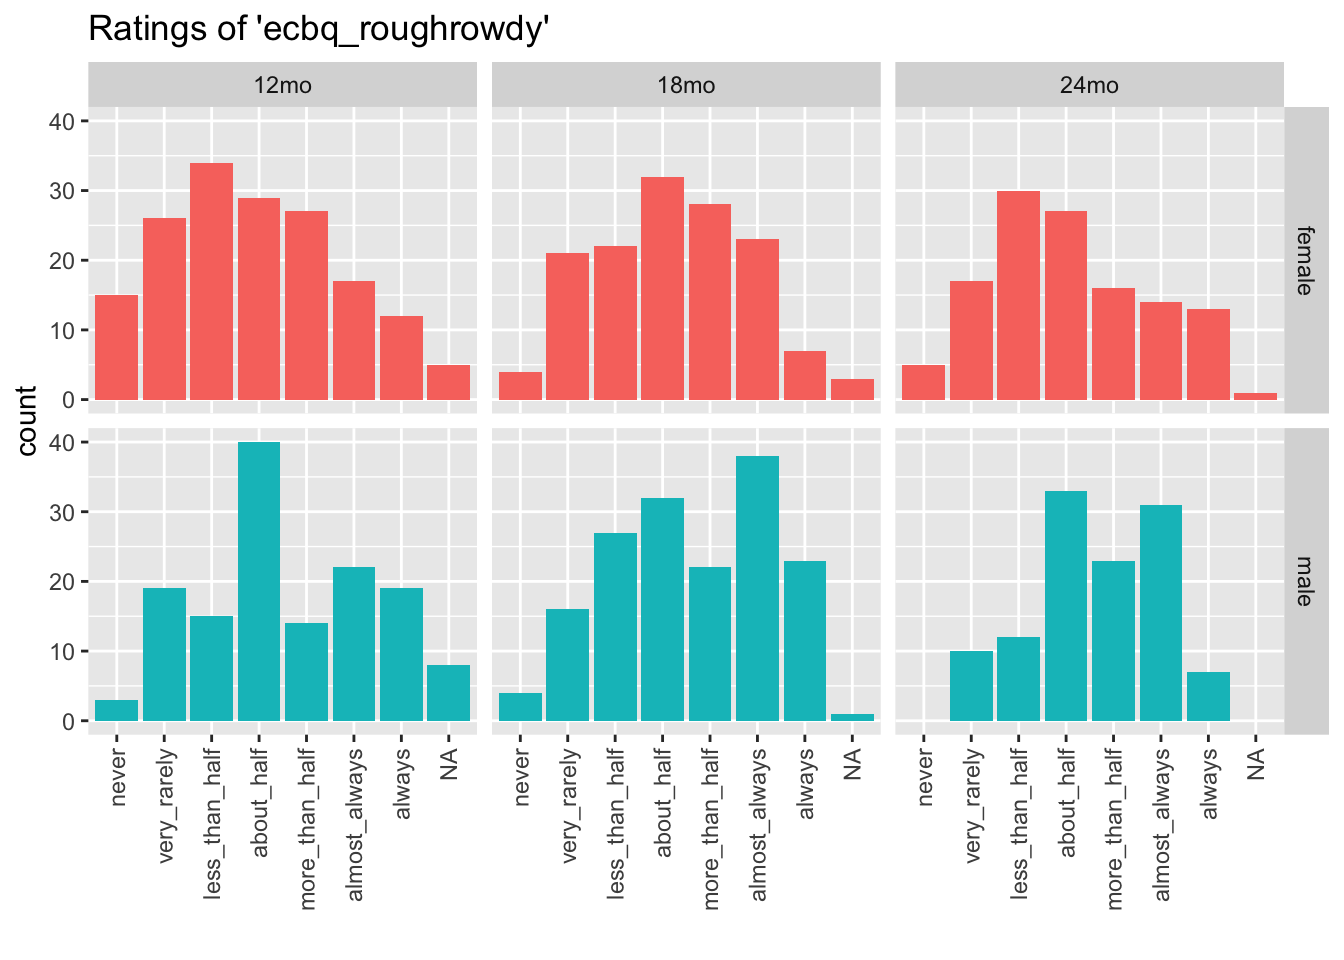 Ratings of 'ecbq_roughrowdy'
12mo 18mo 24mo
40
30
20
10
0
female
count
40
30
20
10
0
male
never very_rarely less_than_half about_half more_than_half almost_always always NA
never very_rarely less_than_half about_half more_than_half almost_always always NA
never very_rarely less_than_half about_half more_than_half almost_always always NA